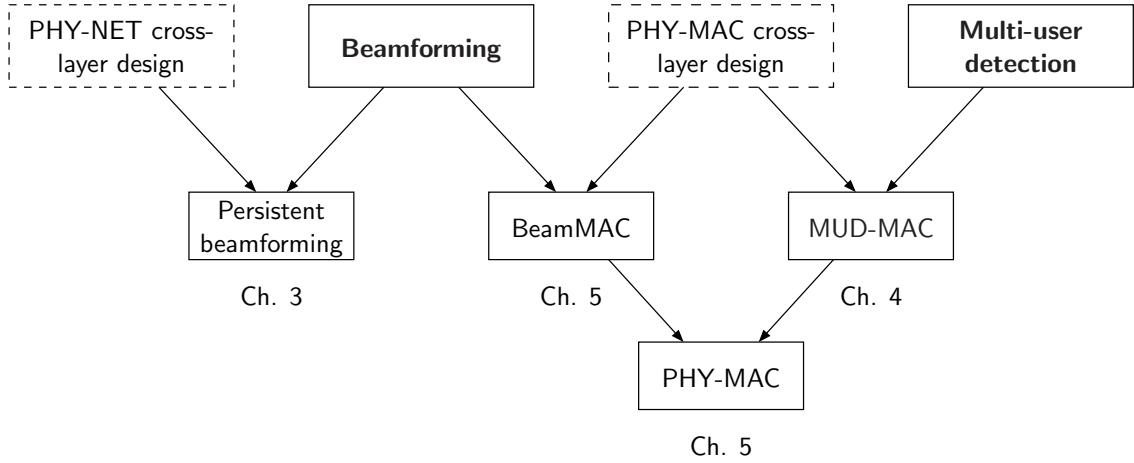 PHY-NET cross-
layer design
Beamforming
PHY-MAC cross-
layer design
Multi-user
detection
Persistent
beamforming
BeamMAC
MUD-MAC
Ch. 3
Ch. 5
Ch. 4
PHY-MAC
Ch. 5